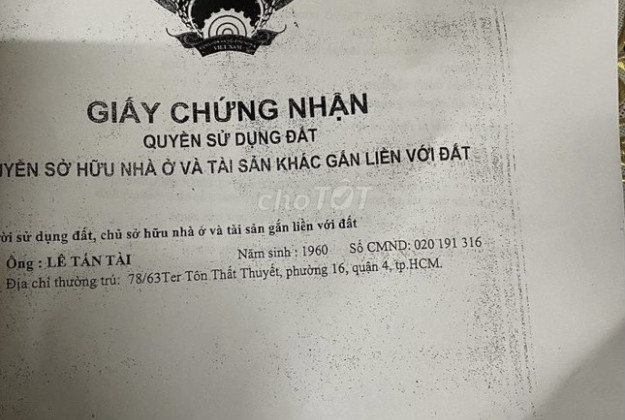 VIỆT NAM
GIẤY CHỨNG NHẬN
QUYỀN SỬ DỤNG ĐẤT
YỀN SỞ HỮU NHÀ Ở VÀ TÀI SẢN KHÁC GẮN LIỀN VỚI ĐẤT
choTỐT
ời sử dụng đất, chủ sở hữu nhà ở và tài sản gắn liền với đất
Ông : LÊ TẤN TÀI Năm sinh : 1960 Số CMND: 020 191 316
Địa chỉ thường trú: 78/63Ter Tôn Thất Thuyết, phường 16, quận 4, tp.HCM.